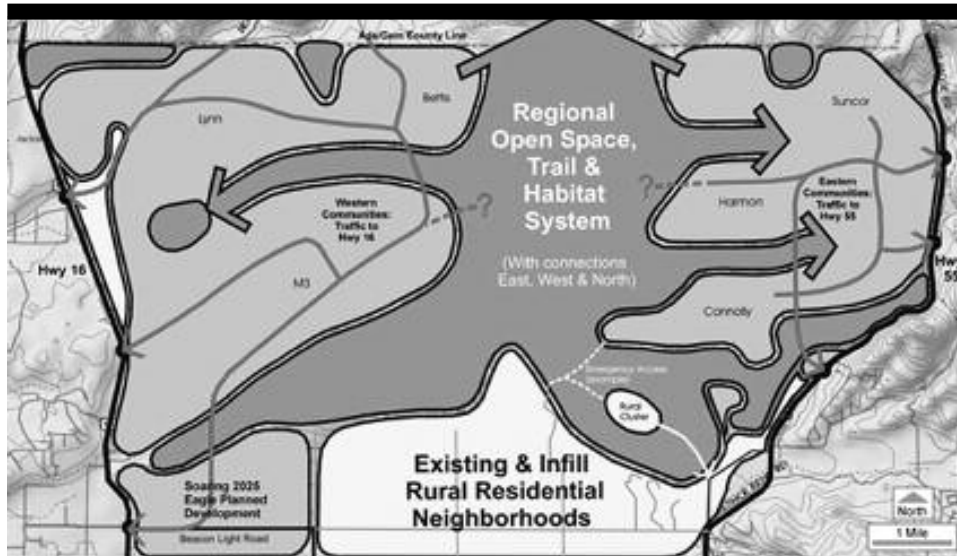 Ada/Gem County Line
Betts
Lynn
Suncor
Regional
Open Space,
Trail &
Habitat
System
(With connections
East, West & North)
?
?
Western
Communities:
Traffic to
Hwy 16
Eastern
Communities:
Traffic to
Hwy 55
Harmon
Hwy 16
Hwy
55
M3
Connolly
Emergency Access
Rural
Cluster
Existing & Infill
Rural Residential
Neighborhoods
Soaring 2025
Eagle Planned
Development
Beacon Light Road
North
1 Mile